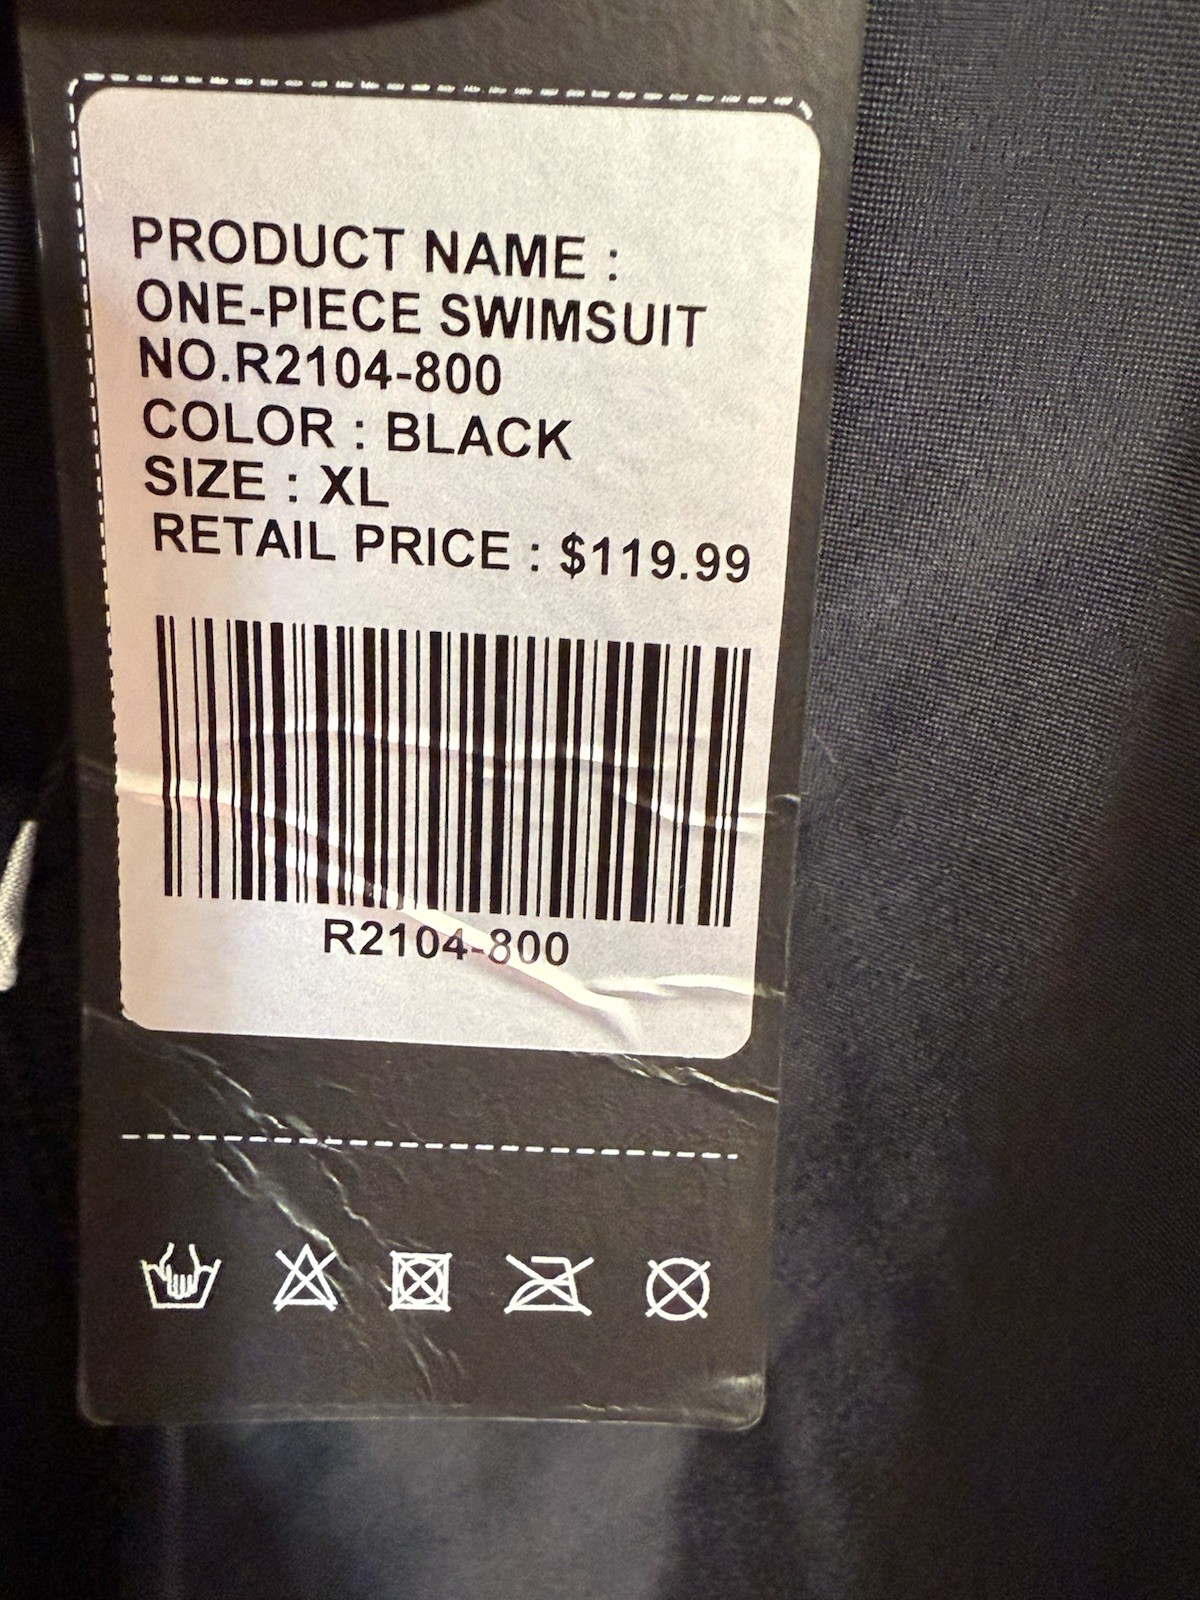 PRODUCT NAME :
ONE-PIECE SWIMSUIT
NO.R2104-800
COLOR : BLACK
SIZE : XL
RETAIL PRICE : $119.99
R2104-800